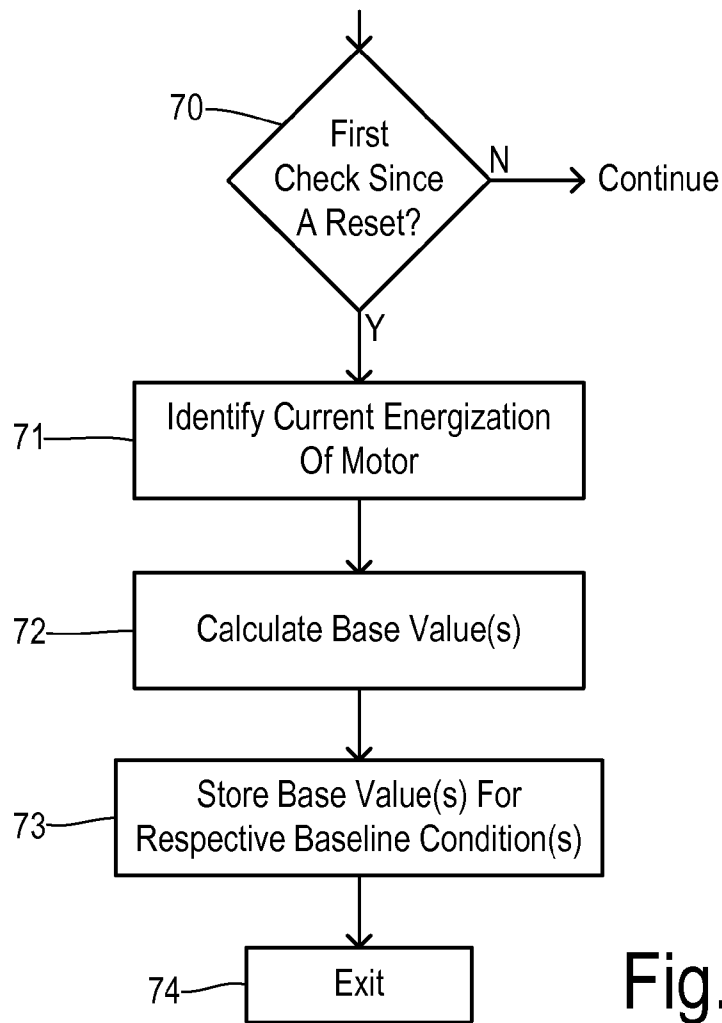 70
First
Check Since
A Reset?
N
Continue
Y
71
Identify Current Energization
Of Motor
72
Calculate Base Value(s)
73
Store Base Value(s) For
Respective Baseline Condition(s)
74
Exit
Fig.